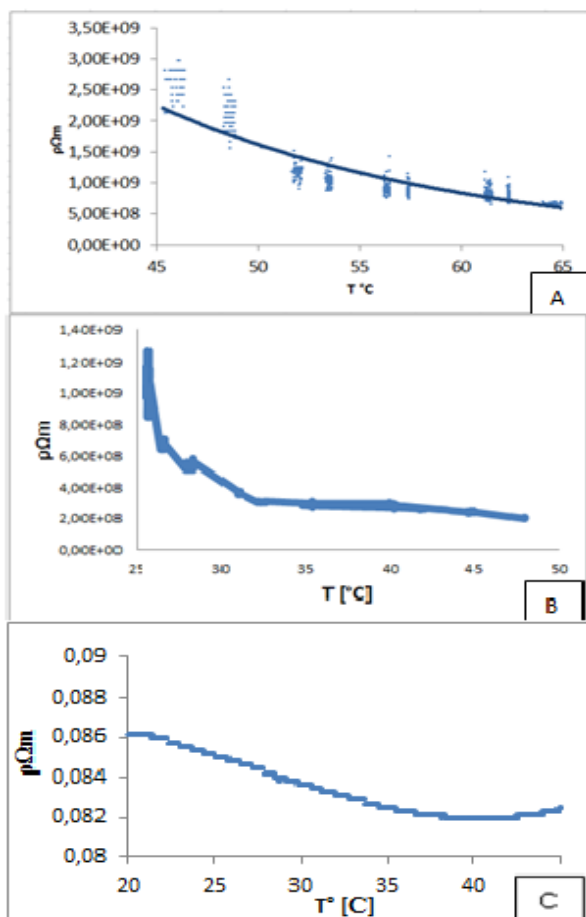 3,50E+09
3,00E+09
2,50E+09
2,00E+09
1,50E+09
1,00E+09
5,00E+08
0,00E+00
ρΩm
45 50 55 60 65
T °C
A
1,40E+09
1,20E+09
1,00E+09
8,00E+08
6,00E+08
4,00E+08
2,00E+08
0,00E+00
ρΩm
25 30 35 40 45 50
T [°C]
B
0,09
0,088
0,086
0,084
0,082
0,08
ρΩm
20 25 30 35 40
T° [C]
C